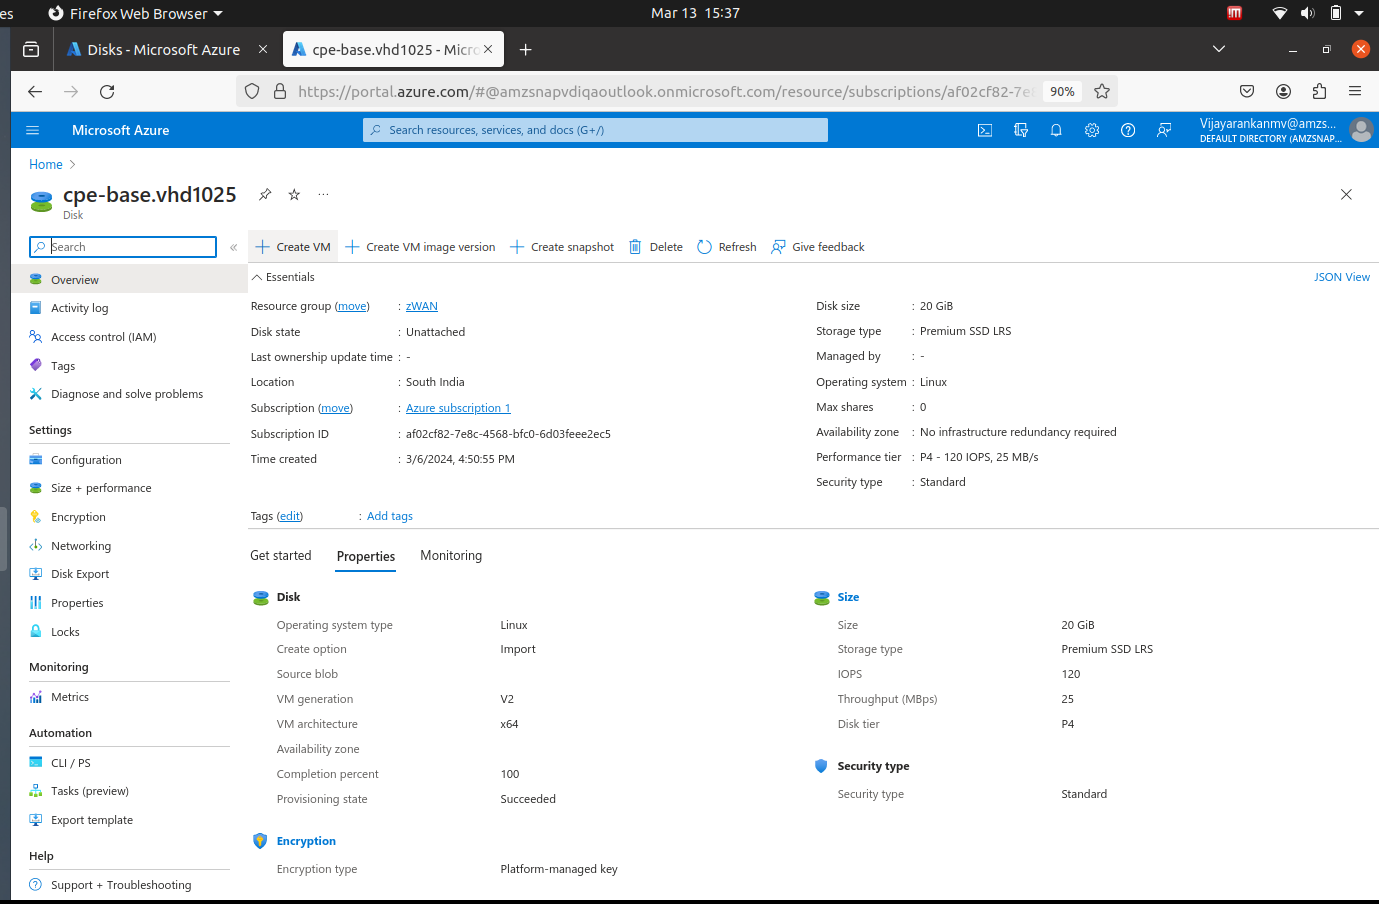 es Firefox Web Browser Mar 13 15:37
Disks - Microsoft Azure cpe-base.vhd1025 - Micro
https://portal.azure.com/#@amzsnapvdiqaoutlook.onmicrosoft.com/resource/subscriptions/af02cf82-7e8 90%
Microsoft Azure Search resources, services, and docs (G+/) Vijayarankanmv@amzs...
DEFAULT DIRECTORY (AMZSNAP...
Home
cpe-base.vhd1025
Disk
Search
Create VM Create VM image version Create snapshot Delete Refresh Give feedback
Overview
Activity log
Access control (IAM)
Tags
Diagnose and solve problems
Settings
Configuration
Size + performance
Encryption
Networking
Disk Export
Properties
Locks
Monitoring
Metrics
Automation
CLI / PS
Tasks (preview)
Export template
Help
Support + Troubleshooting
Essentials JSON View
Resource group (move) : zWAN
Disk state : Unattached
Last ownership update time : -
Location : South India
Subscription (move) : Azure subscription 1
Subscription ID : af02cf82-7e8c-4568-bfc0-6d03feee2ec5
Time created : 3/6/2024, 4:50:55 PM
Disk size : 20 GiB
Storage type : Premium SSD LRS
Managed by : -
Operating system : Linux
Max shares : 0
Availability zone : No infrastructure redundancy required
Performance tier : P4 - 120 IOPS, 25 MB/s
Security type : Standard
Tags (edit) : Add tags
Get started Properties Monitoring
Disk
Operating system type Linux
Create option Import
Source blob
VM generation V2
VM architecture x64
Availability zone
Completion percent 100
Provisioning state Succeeded
Encryption
Encryption type Platform-managed key
Size
Size 20 GiB
Storage type Premium SSD LRS
IOPS 120
Throughput (MBps) 25
Disk tier P4
Security type
Security type Standard